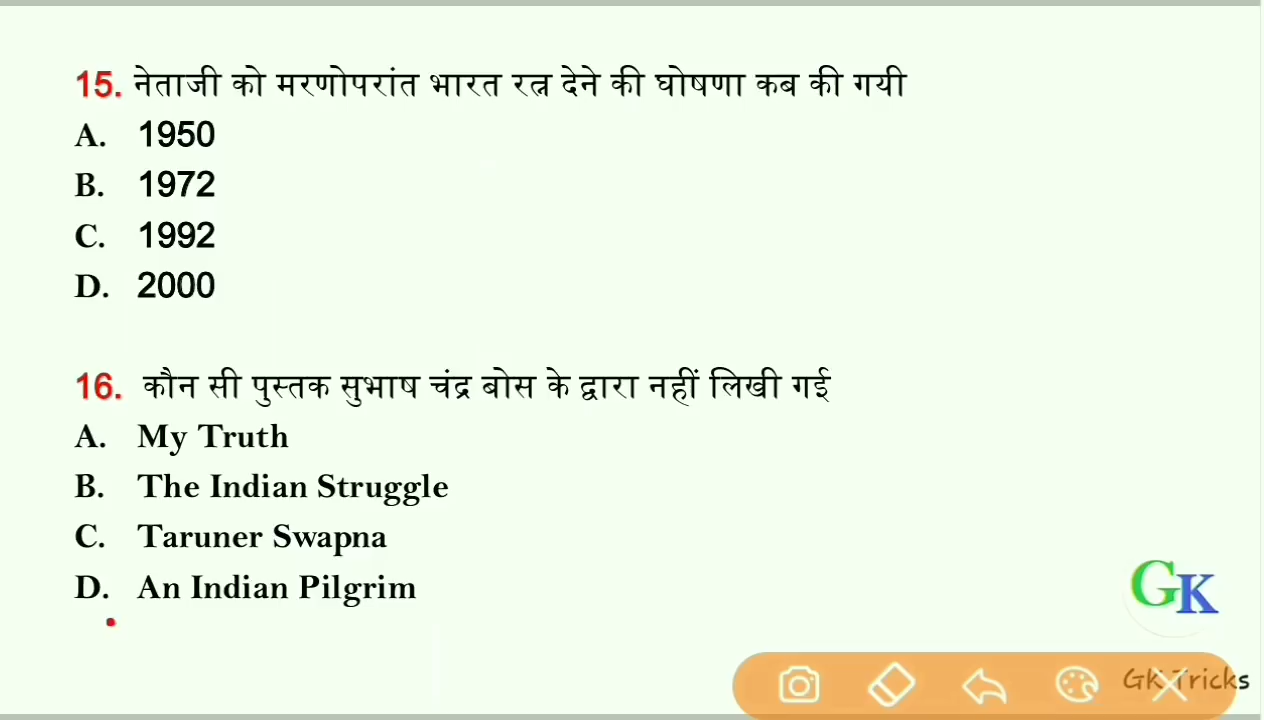 15. नेताजी को मरणोपरांत भारत रत्न देने की घोषणा कब की गयी
A. 1950
B. 1972
C. 1992
D. 2000
16. कौन सी पुस्तक सुभाष चंद्र बोस के द्वारा नहीं लिखी गई
A. My Truth
B. The Indian Struggle
C. Taruner Swapna
D. An Indian Pilgrim
GK
GK Tricks